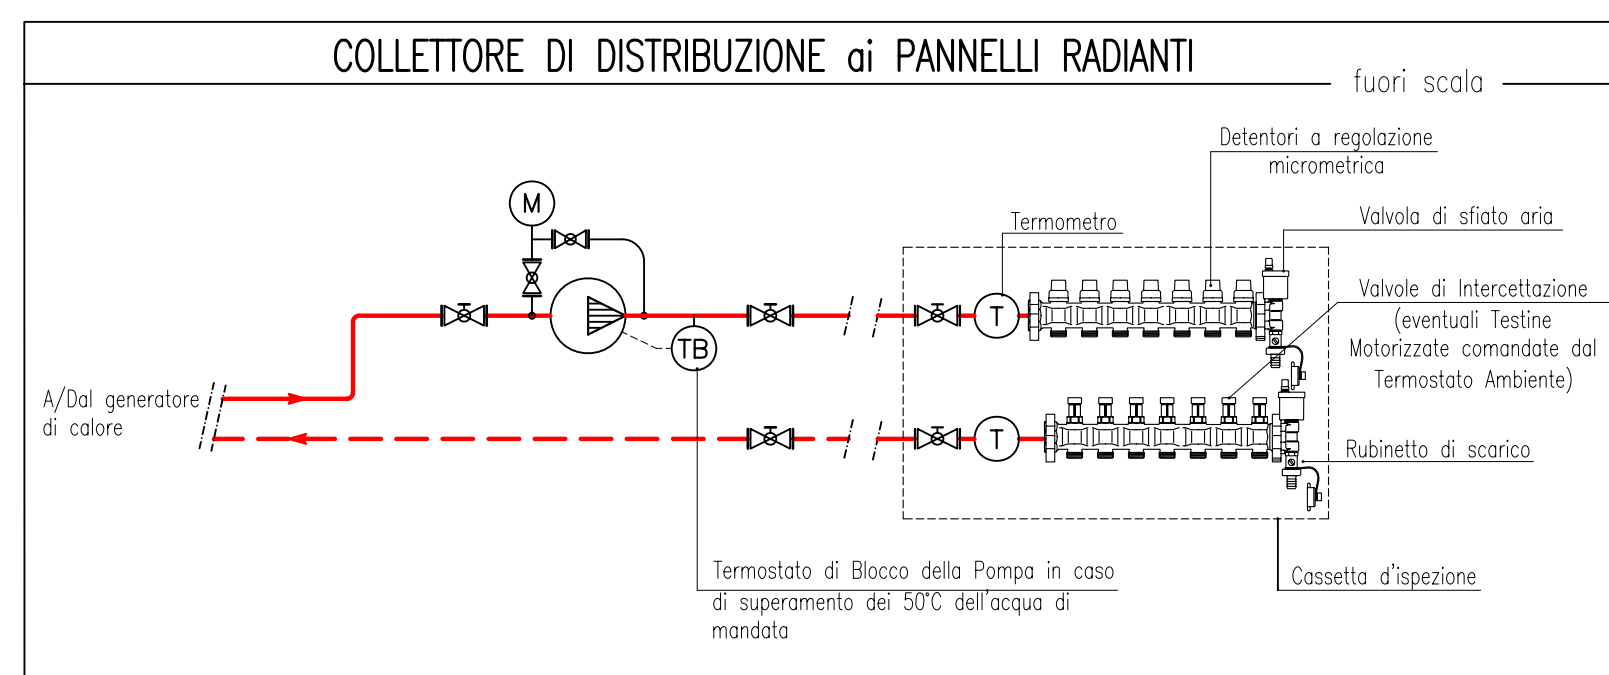 COLLETTORE DI DISTRIBUZIONE ai PANNELLI RADIANTI
fuori scala
Detentori a regolazione
micrometrica
Termometro
Valvola di sfiato aria
Valvole di Intercettazione
(eventuali Testine
Motorizzate comandate dal
Termostato Ambiente)
M
T
TB
A/Dal generatore
di calore
T
Rubinetto di scarico
Termostato di Blocco della Pompa in caso
di superamento dei 50°C dell'acqua di
mandata
Cassetta d'ispezione